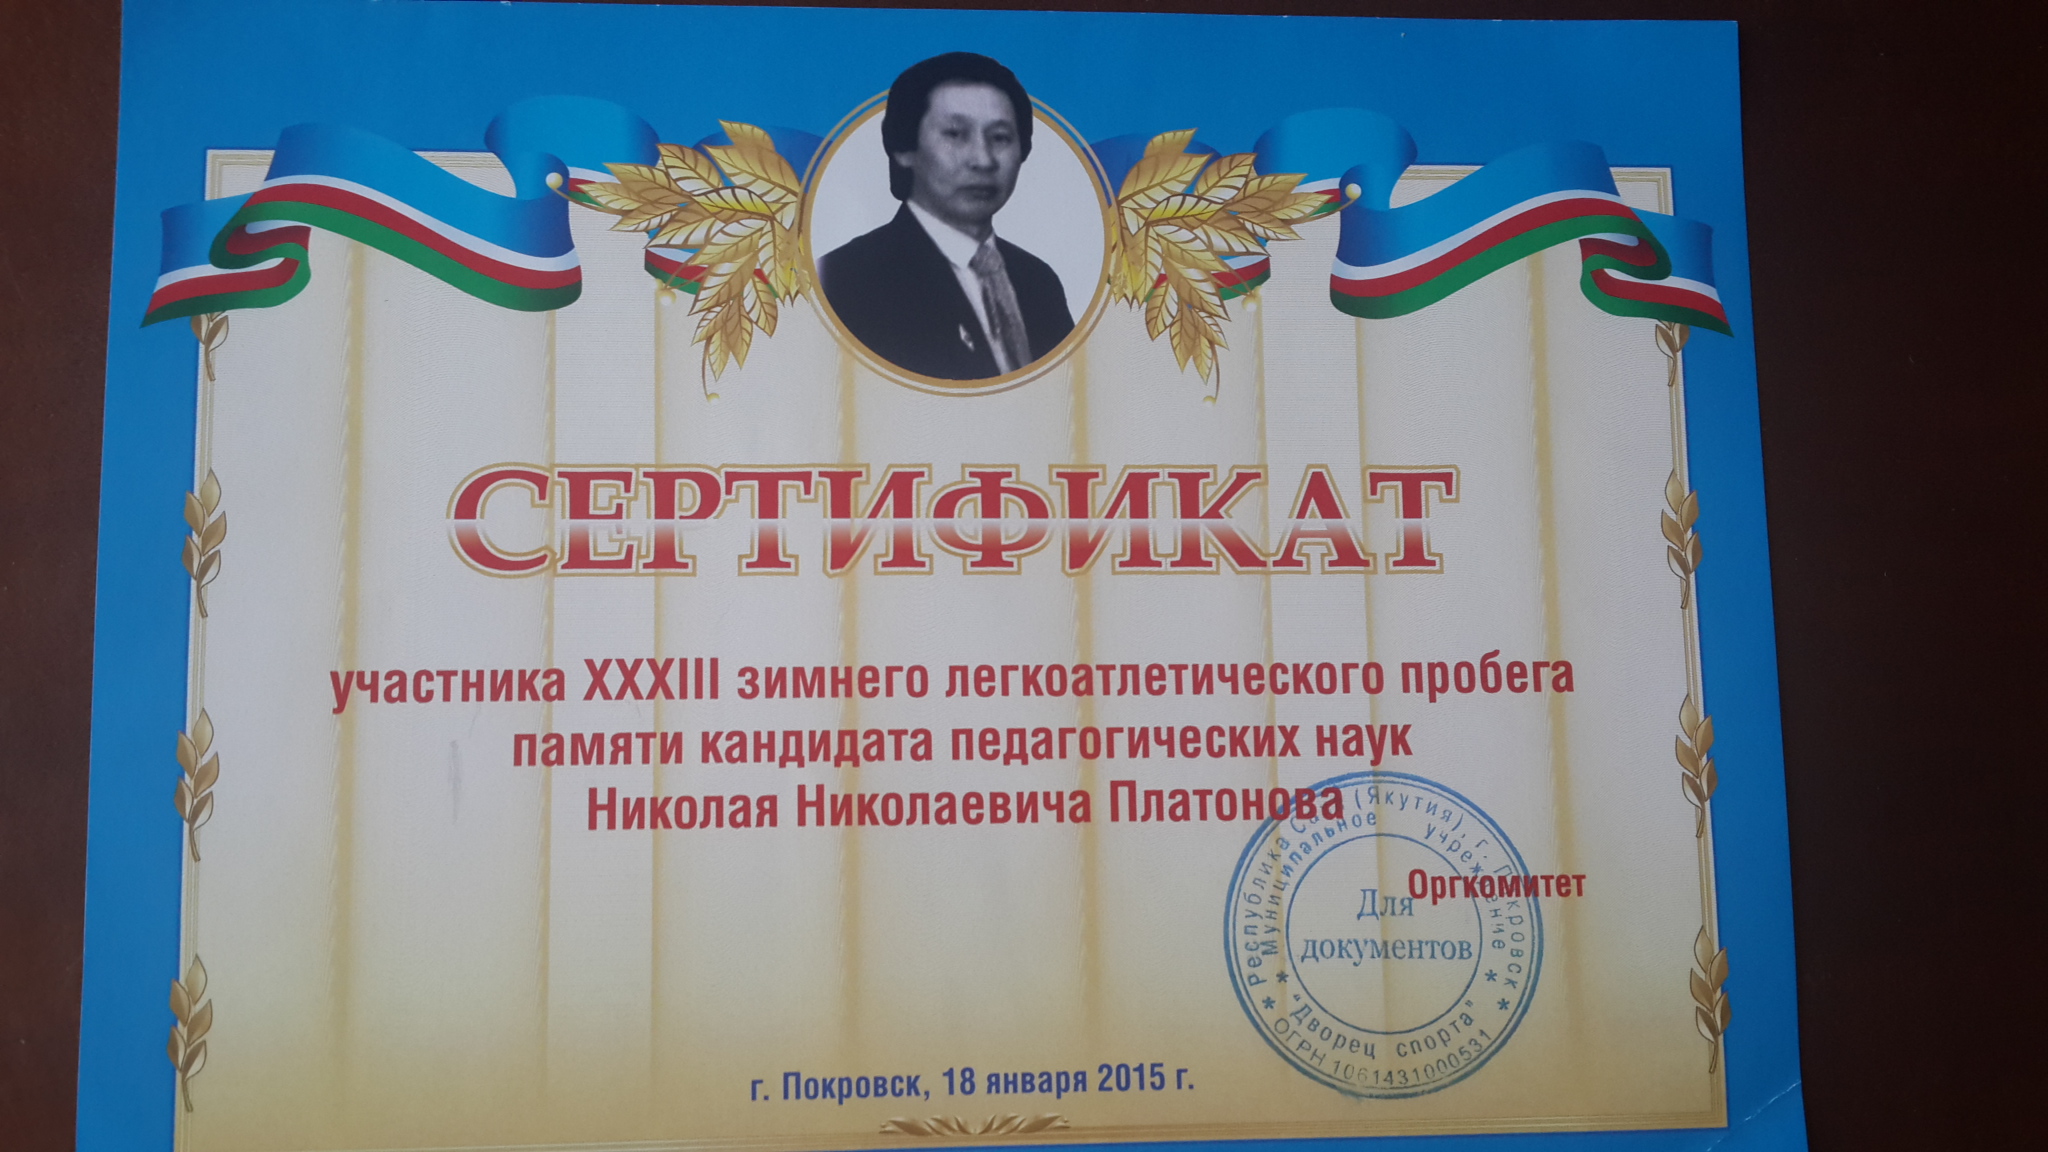 СЕРТИФИКАТ
участника XXXIII зимнего легкоатлетического пробега
памяти кандидата педагогических наук
Николая Николаевича Платонова
Оргкомитет
Республика Саха (Якутия), г. Покровск
Муниципальное учреждение
"Дворец спорта"
ОГРН 1061431000531
Для
документов
г. Покровск, 18 января 2015 г.